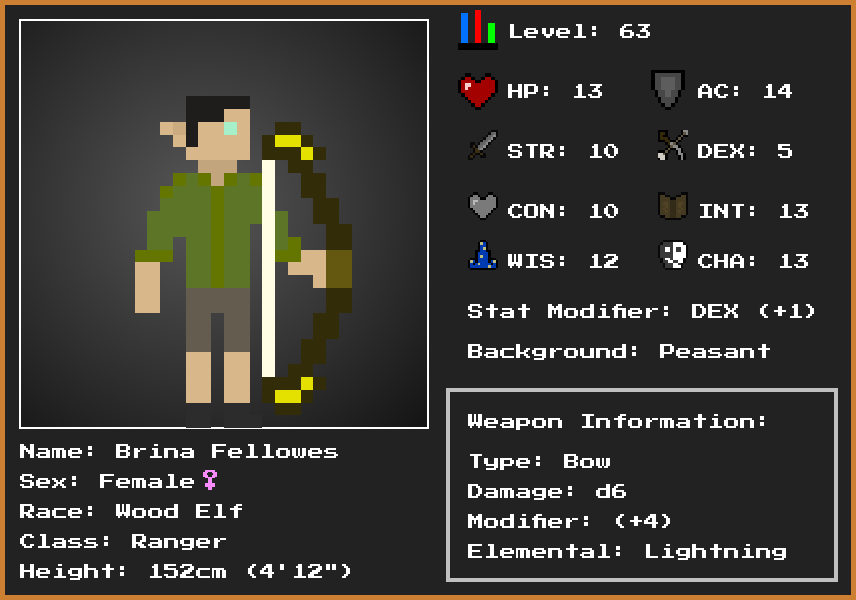 Level: 63
HP: 13 AC: 14
STR: 10 DEX: 5
CON: 10 INT: 13
WIS: 12 CHA: 13
Stat Modifier: DEX (+1)
Background: Peasant
Weapon Information:
Type: Bow
Damage: d6
Modifier: (+4)
Elemental: Lightning
Name: Brina Fellowes
Sex: Female♀
Race: Wood Elf
Class: Ranger
Height: 152cm (4'12")